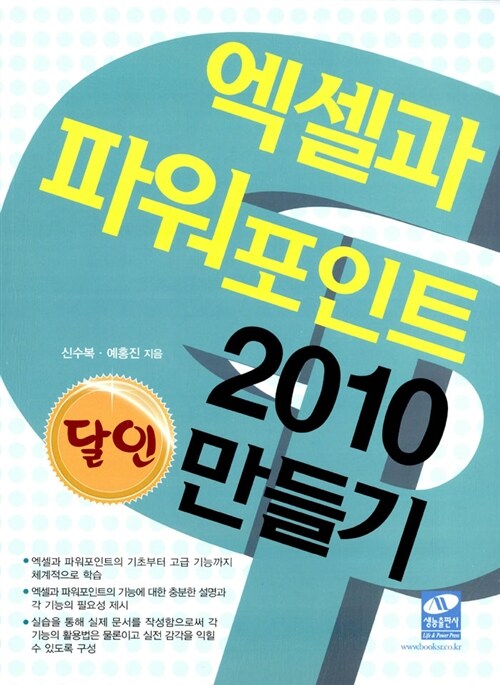 엑셀과
파워포인트
2010
달인
만들기
신수복 · 예홍진 지음
• 엑셀과 파워포인트의 기초부터 고급 기능까지
체계적으로 학습
• 엑셀과 파워포인트의 기능에 대한 충분한 설명과
각 기능의 필요성 제시
• 실습을 통해 실제 문서를 작성함으로써 각
기능의 활용법은 물론이고 실전 감각을 익힐
수 있도록 구성
생능출판사
Life & Power Press
www.booksr.co.kr